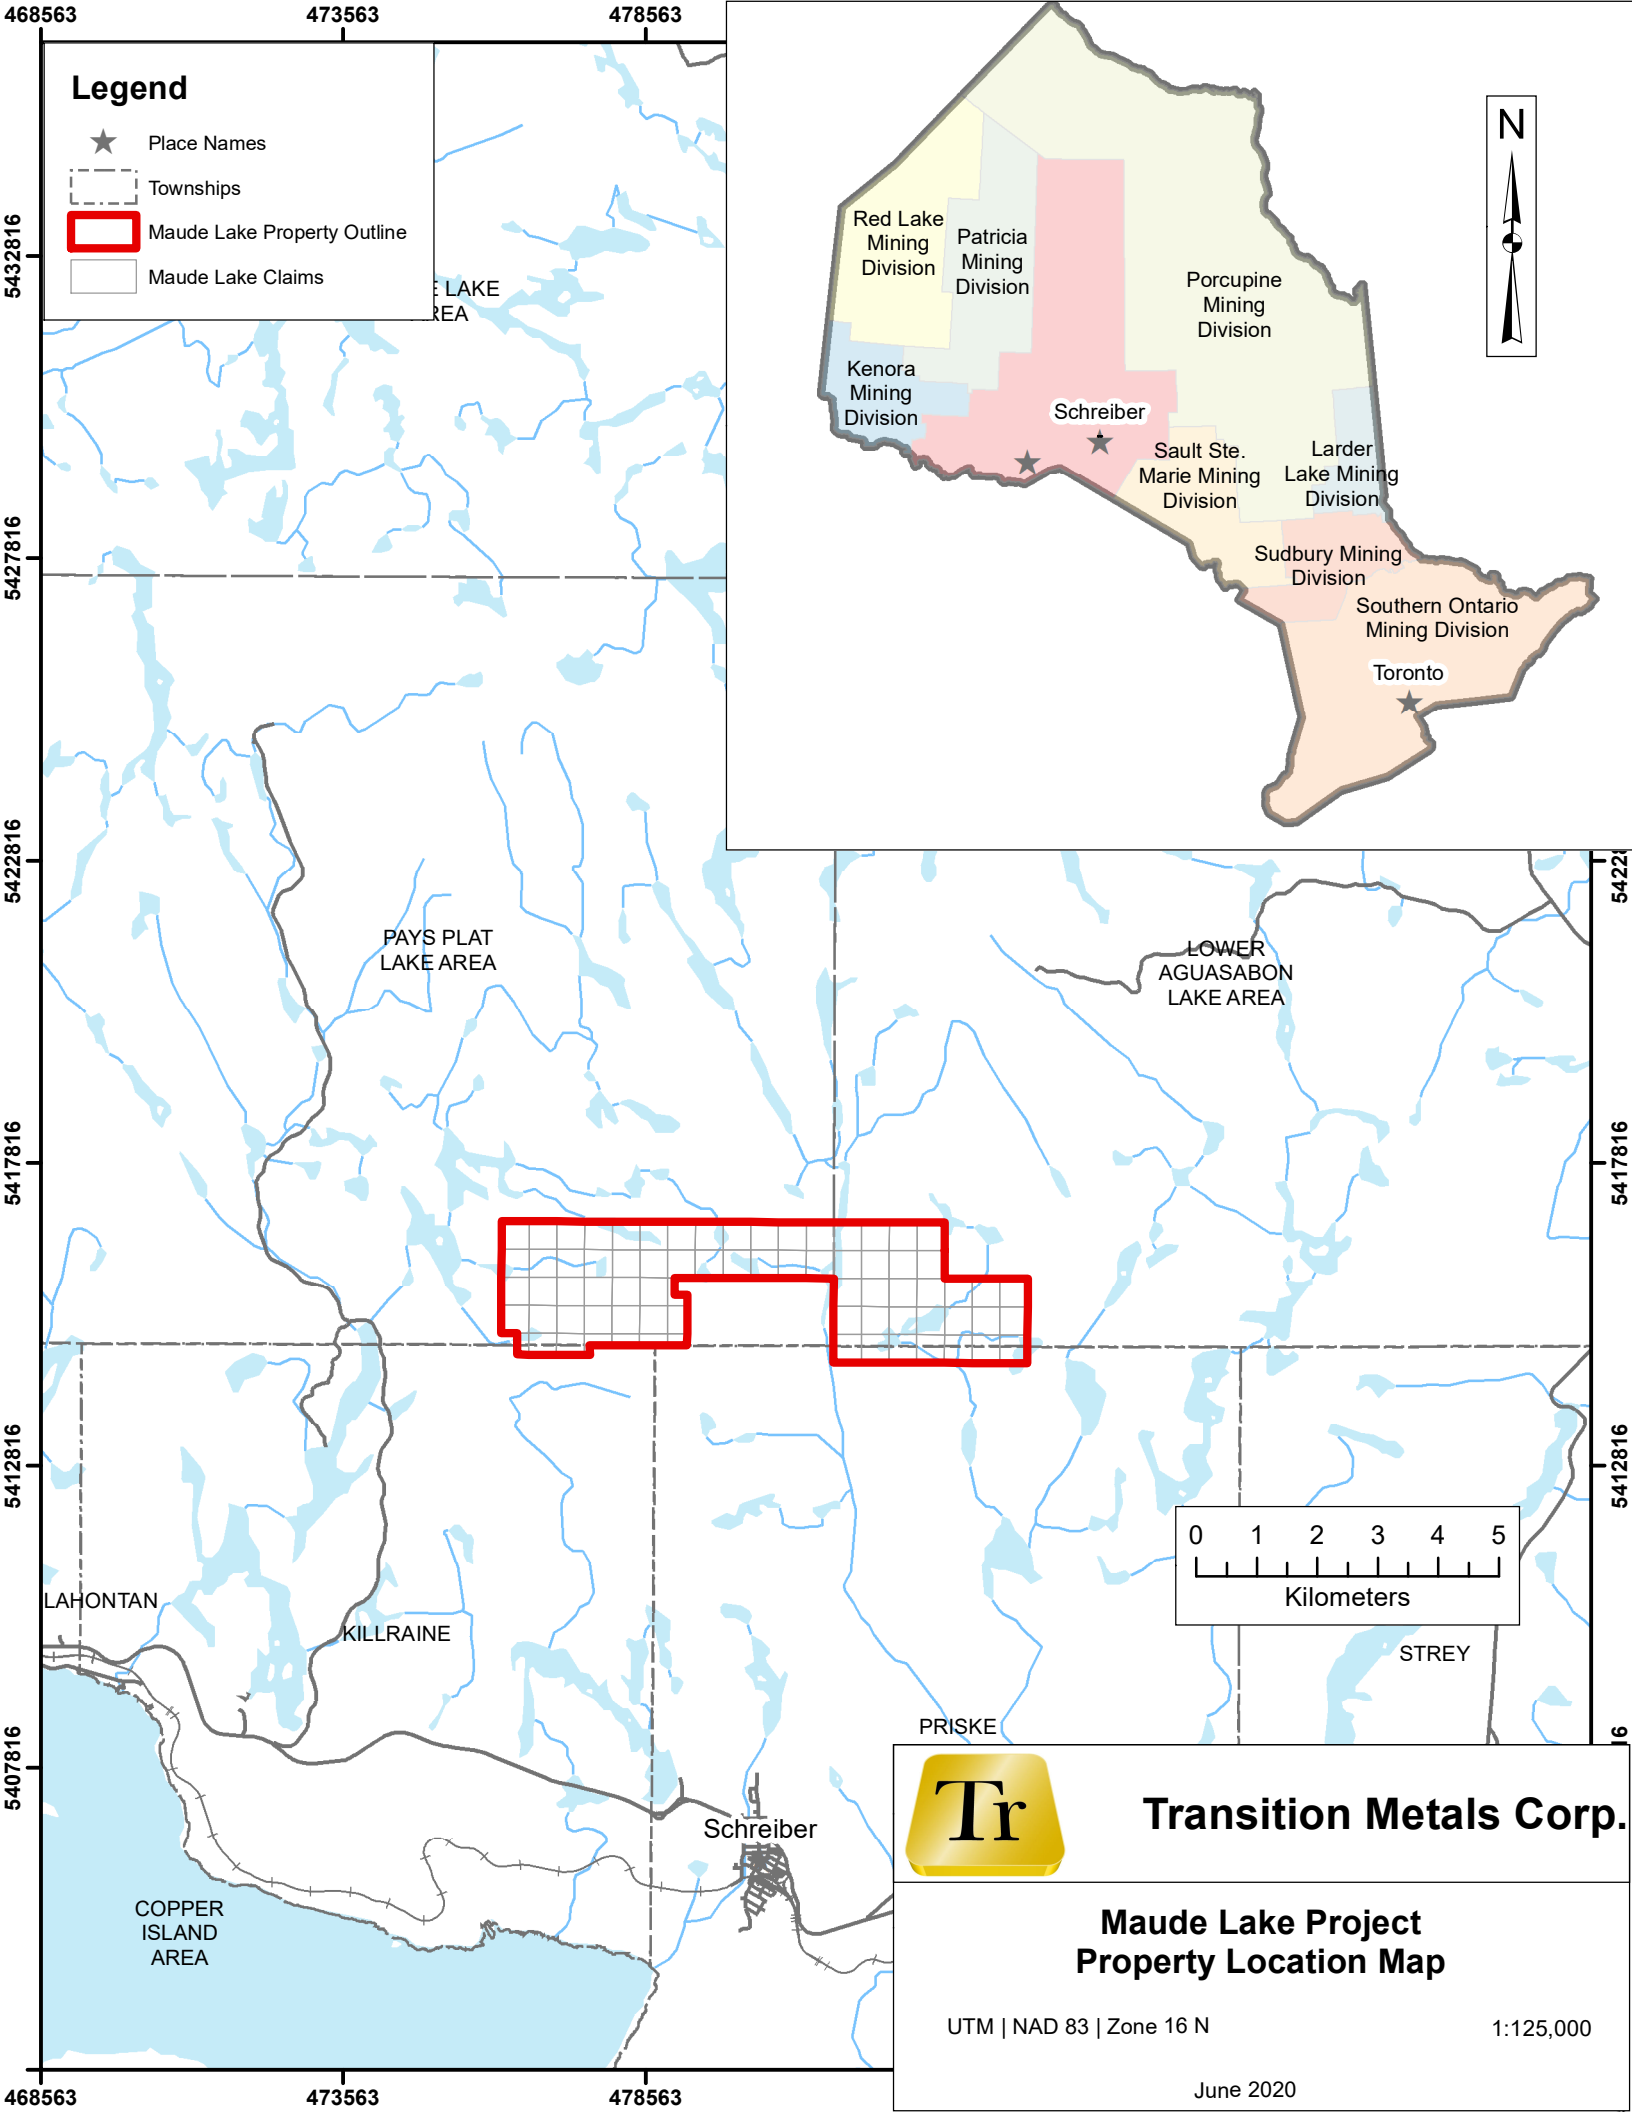 468563
473563
478563
Legend
Place Names
Townships
Maude Lake Property Outline
Maude Lake Claims
E LAKE
AREA
N
Red Lake
Mining
Division
Patricia
Mining
Division
Porcupine
Mining
Division
Kenora
Mining
Division
Schreiber
Sault Ste.
Marie Mining
Division
Larder
Lake Mining
Division
Sudbury Mining
Division
Southern Ontario
Mining Division
Toronto
5432816
5427816
5422816
5417816
5412816
5407816
5422
5417816
5412816
16
PAYS PLAT
LAKE AREA
LOWER
AGUASABON
LAKE AREA
0 1 2 3 4 5
Kilometers
LAHONTAN
KILLRAINE
STREY
PRISKE
Schreiber
COPPER
ISLAND
AREA
Tr
Transition Metals Corp.
Maude Lake Project
Property Location Map
UTM | NAD 83 | Zone 16 N
1:125,000
June 2020
468563
473563
478563